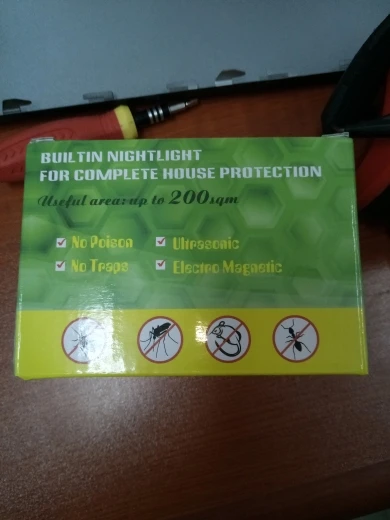 BUILTIN NIGHTLIGHT
FOR COMPLETE HOUSE PROTECTION
Useful area:up to 200sqm
No Poison
Ultrasonic
No Traps
Electro Magnetic